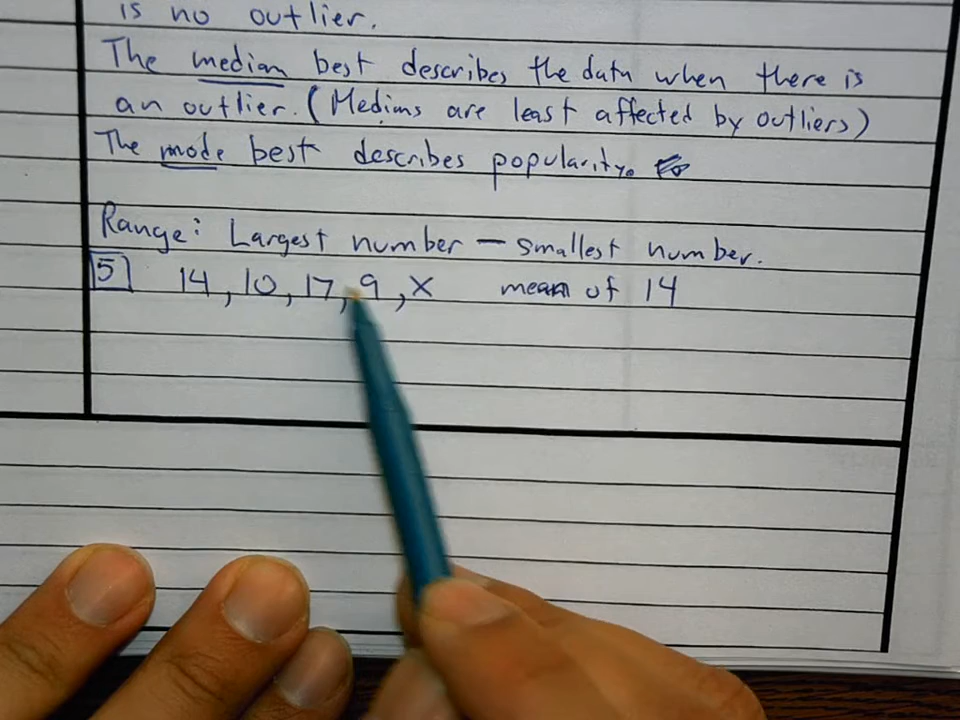 is no outlier.
The median best describes the data when there is
an outlier. (Medians are least affected by outliers)
The mode best describes popularity.
Range: Largest number — smallest number.
5 14, 10, 17, 9, X mean of 14